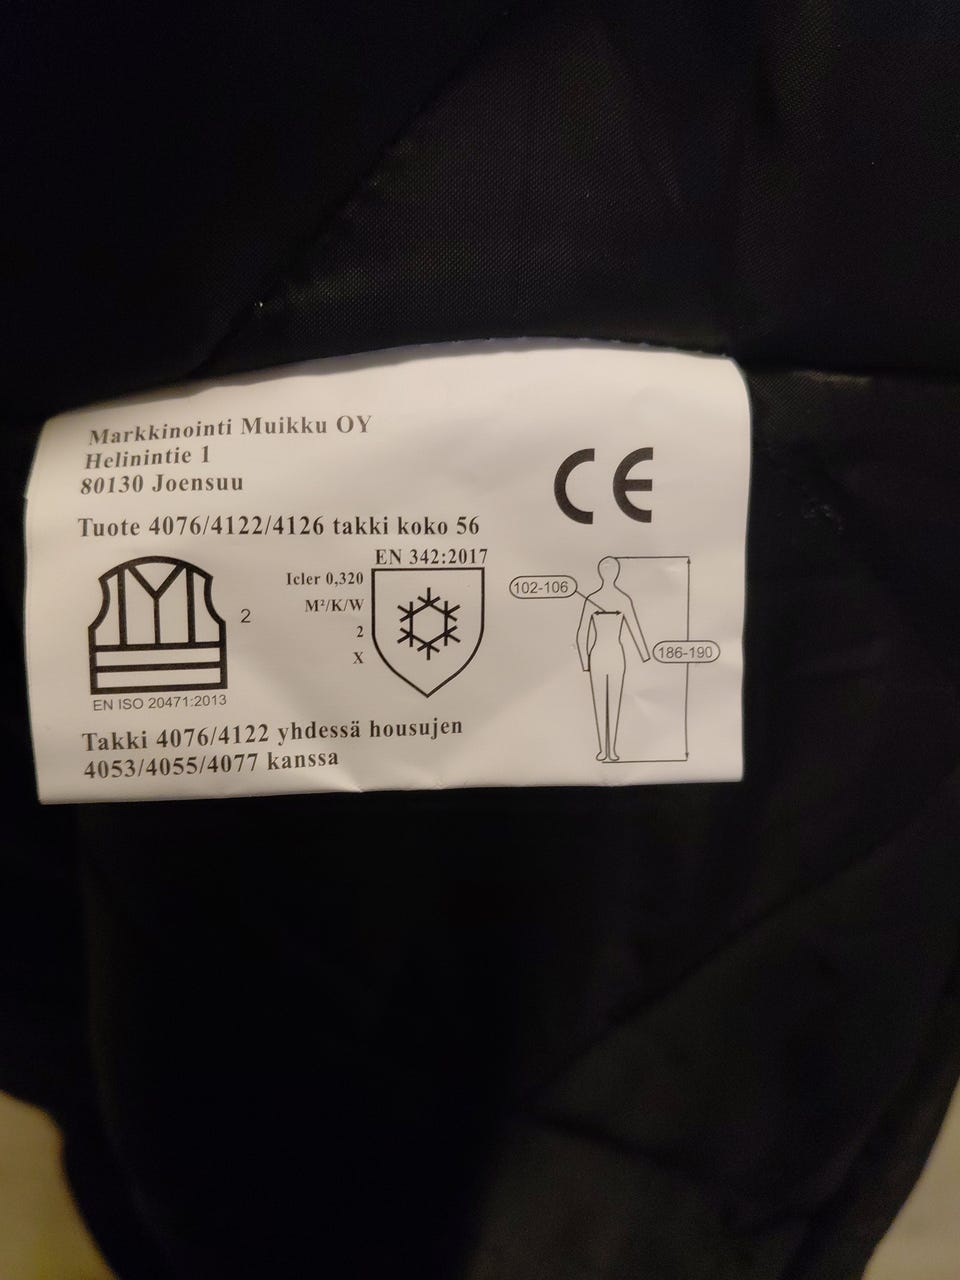 Markkinointi Muikku OY
Helinintie 1
80130 Joensuu
CE
Tuote 4076/4122/4126 takki koko 56
EN 342:2017
Icler 0,320
M²/K/W
2
X
2
EN ISO 20471:2013
102-106
186-190
Takki 4076/4122 yhdessä housujen
4053/4055/4077 kanssa